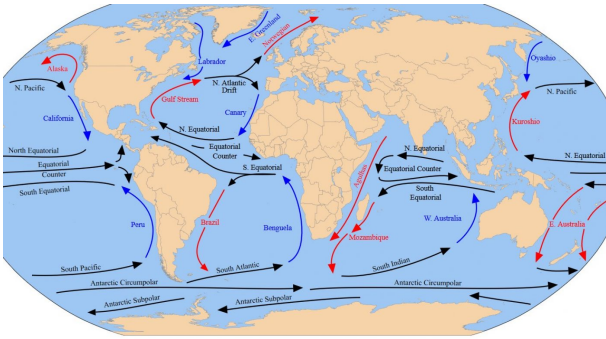 E. Greenland
Norwegian
Labrador
Oyashio
Alaska
N. Pacific
N. Atlantic
Drift
N. Pacific
Gulf Stream
California
Canary
Kuroshio
N. Equatorial
North Equatorial
Equatorial
Counter
N. Equatorial
N. Equatorial
Equatorial
Counter
S. Equatorial
Equatorial Counter
South Equatorial
South
Equatorial
Agulhas
Peru
Brazil
Benguela
Mozambique
W. Australia
E. Australia
South Pacific
South Atlantic
South Indian
Antarctic Circumpolar
Antarctic Circumpolar
Antarctic Subpolar
Antarctic Subpolar